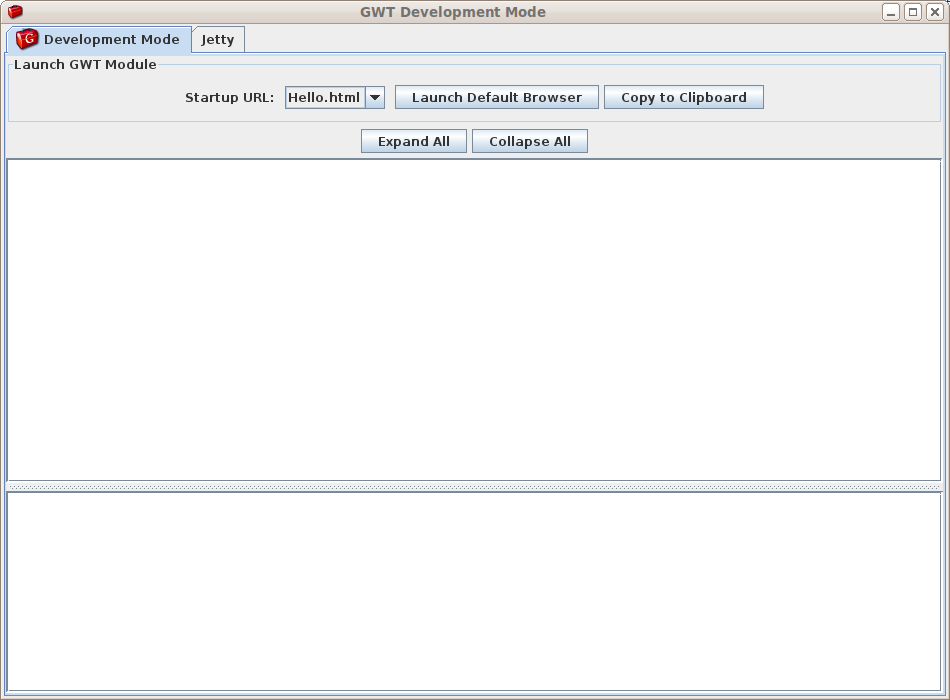 GWT Development Mode
G Development Mode Jetty
Launch GWT Module
Startup URL: Hello.html Launch Default Browser Copy to Clipboard
Expand All Collapse All